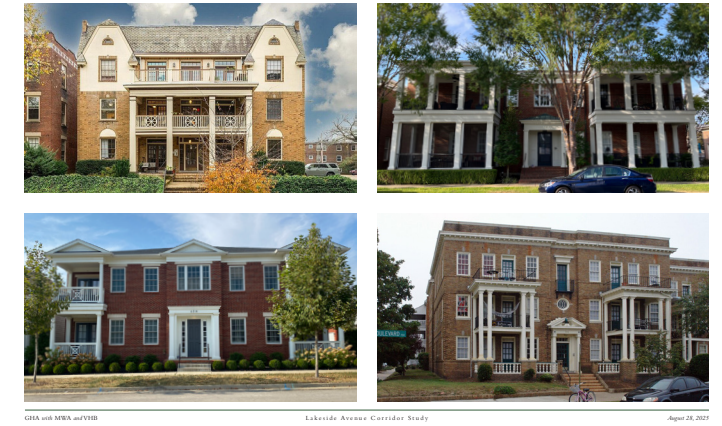 BOULEVARD
GHA with MWA and VHB
Lakeside Avenue Corridor Study
August 28, 2023